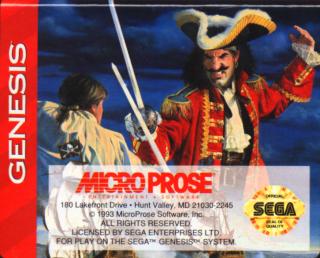 GENESIS
MICRO PROSE
ENTERTAINMENT • SOFTWARE
180 Lakefront Drive • Hunt Valley, MD 21030-2245
© 1993 MicroProse Software, Inc.
ALL RIGHTS RESERVED.
LICENSED BY SEGA ENTERPRISES LTD.
FOR PLAY ON THE SEGA™ GENESIS™ SYSTEM.
OFFICIAL
SEGA
SEAL OF
QUALITY